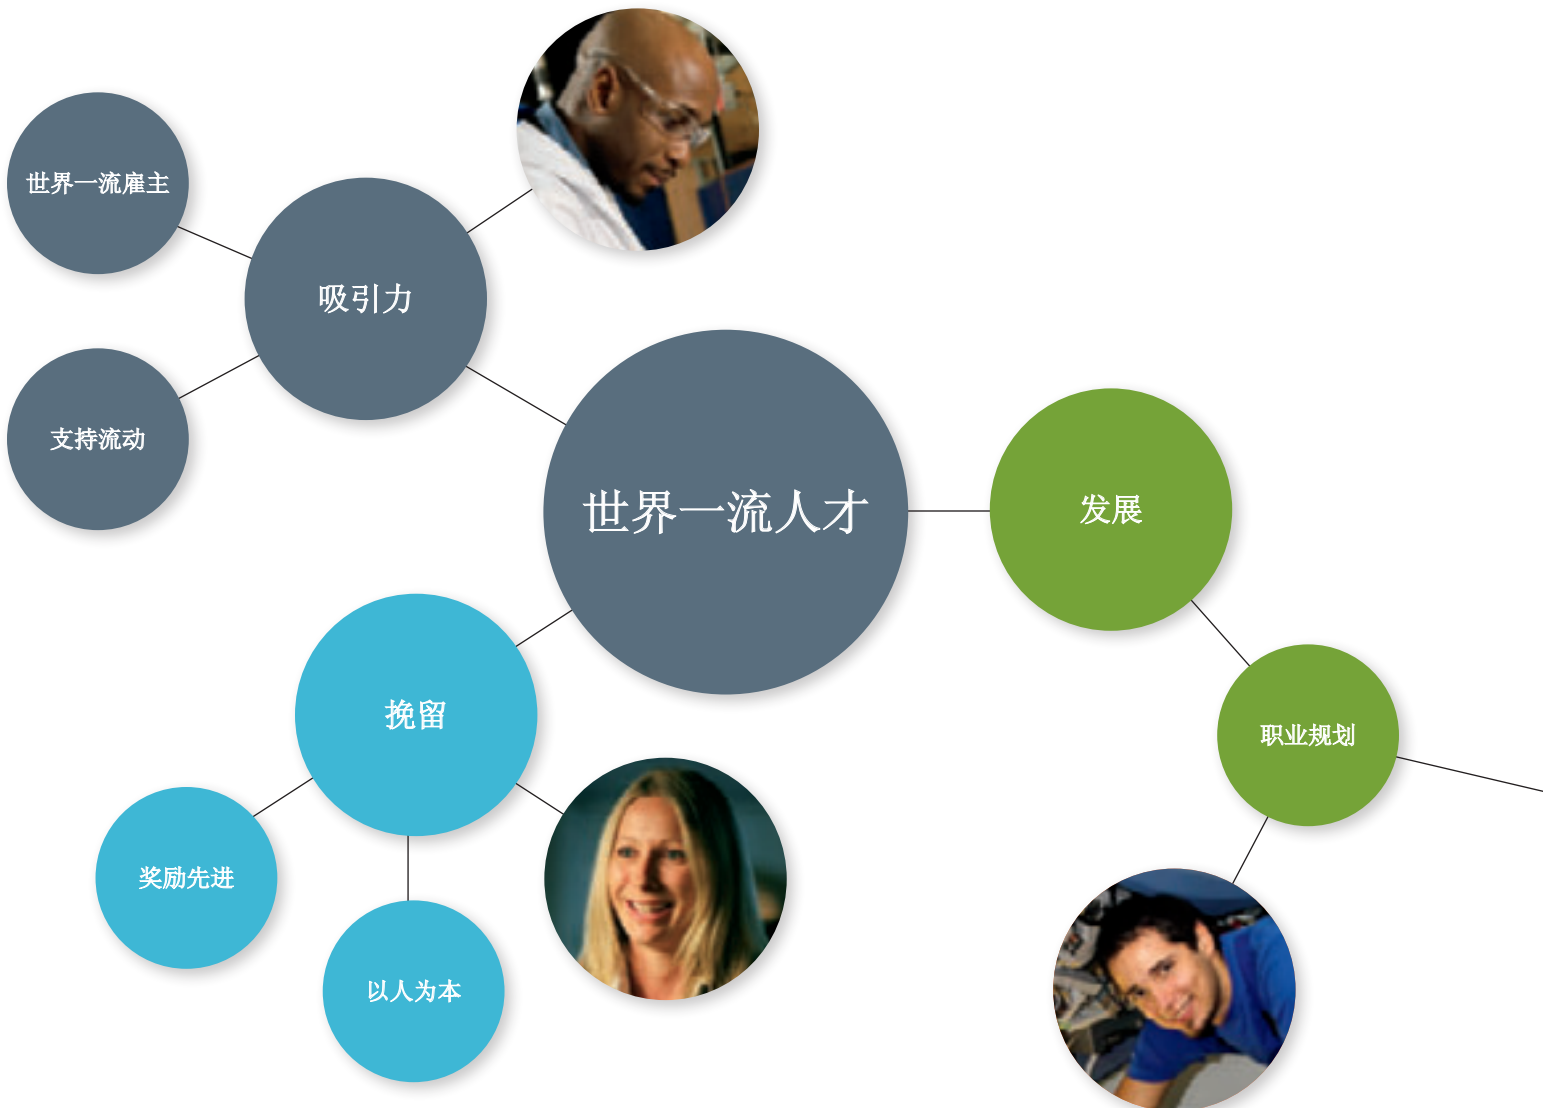 世界一流雇主
吸引力
支持流动
世界一流人才
发展
挽留
职业规划
奖励先进
以人为本